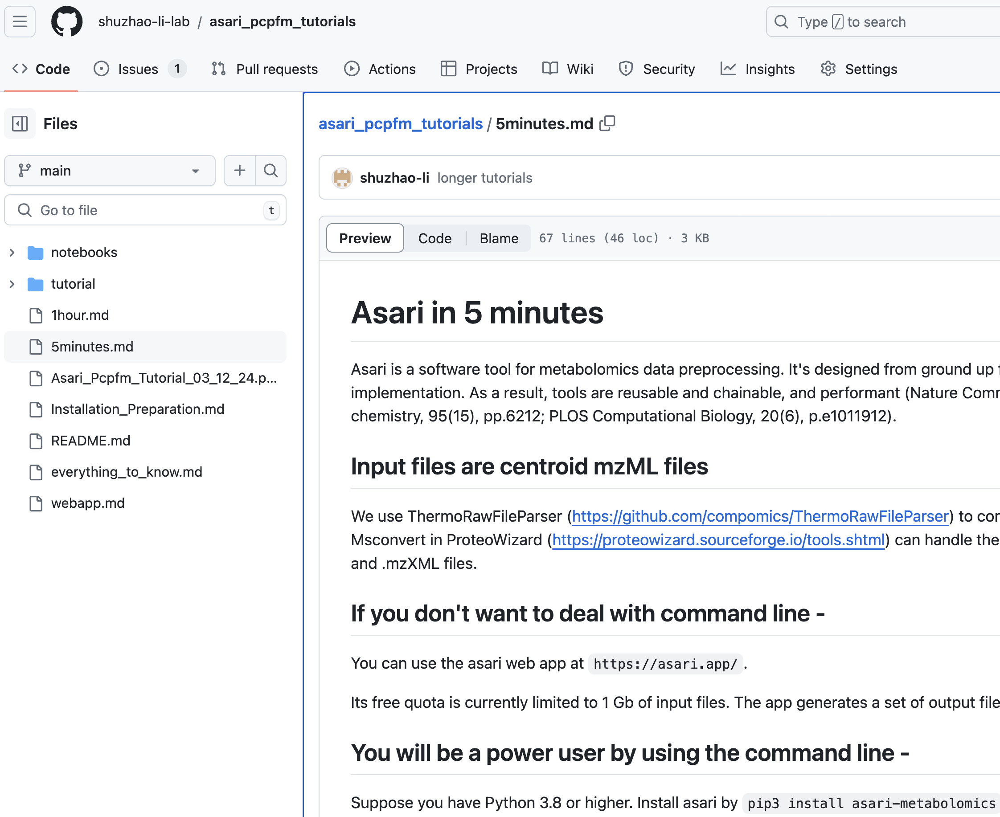 shuzhao-li-lab / asari_pcpfm_tutorials
Type / to search
Code
Issues 1
Pull requests
Actions
Projects
Wiki
Security
Insights
Settings
Files
main
Go to file t
notebooks
tutorial
1hour.md
5minutes.md
Asari_Pcpfm_Tutorial_03_12_24.p...
Installation_Preparation.md
README.md
everything_to_know.md
webapp.md
asari_pcpfm_tutorials / 5minutes.md
shuzhao-li longer tutorials
Preview Code Blame 67 lines (46 loc) · 3 KB
Asari in 5 minutes
Asari is a software tool for metabolomics data preprocessing. It's designed from ground up
implementation. As a result, tools are reusable and chainable, and performant (Nature
chemistry, 95(15), pp.6212; PLOS Computational Biology, 20(6), p.e1011912).
Input files are centroid mzML files
We use ThermoRawFileParser (https://github.com/compomics/ThermoRawFileParser) to
Msconvert in ProteoWizard (https://proteowizard.sourceforge.io/tools.shtml) can handle the
and .mzXML files.
If you don't want to deal with command line -
You can use the asari web app at https://asari.app/.
Its free quota is currently limited to 1 Gb of input files. The app generates a set of output
You will be a power user by using the command line -
Suppose you have Python 3.8 or higher. Install asari by pip3 install asari-metabolomics